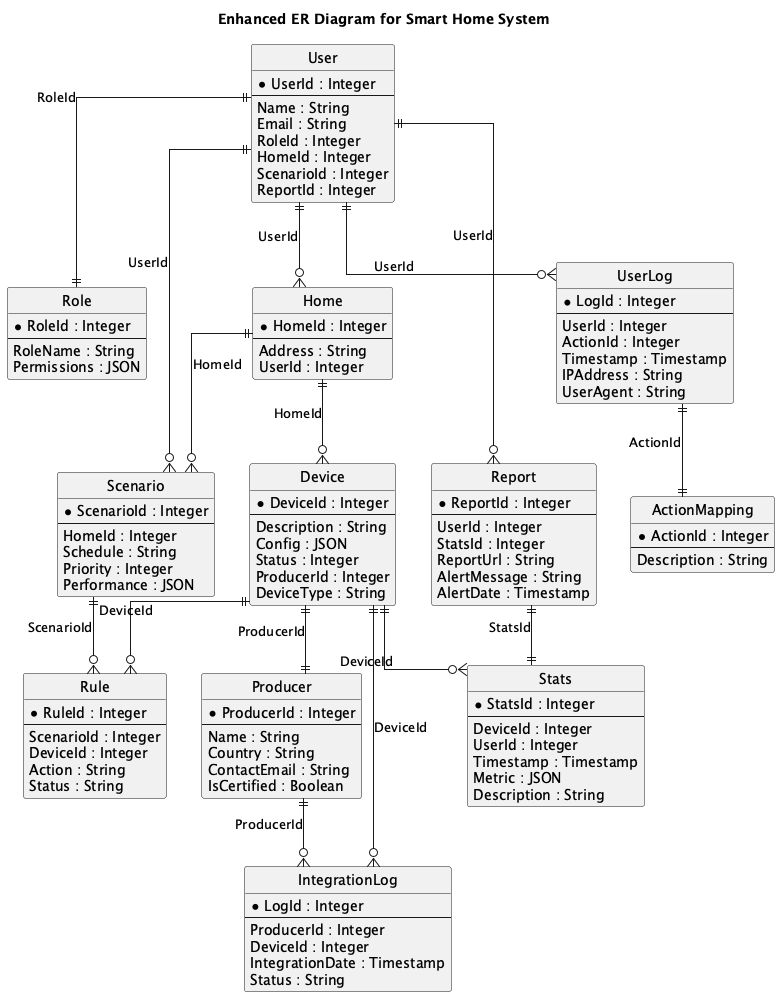 Enhanced ER Diagram for Smart Home System
User
UserId : Integer
Name : String
Email : String
RoleId : Integer
HomeId : Integer
ScenarioId : Integer
ReportId : Integer
RoleId
UserId
UserId
UserId
UserId
Role
RoleId : Integer
RoleName : String
Permissions : JSON
Home
HomeId : Integer
Address : String
UserId : Integer
UserLog
LogId : Integer
UserId : Integer
ActionId : Integer
Timestamp : Timestamp
IPAddress : String
UserAgent : String
HomeId
HomeId
ActionId
Scenario
ScenarioId : Integer
HomeId : Integer
Schedule : String
Priority : Integer
Performance : JSON
Device
DeviceId : Integer
Description : String
Config : JSON
Status : Integer
ProducerId : Integer
DeviceType : String
Report
ReportId : Integer
UserId : Integer
StatsId : Integer
ReportUrl : String
AlertMessage : String
AlertDate : Timestamp
ActionMapping
ActionId : Integer
Description : String
ScenarioId
DeviceId
ProducerId
DeviceId
StatsId
DeviceId
Rule
RuleId : Integer
ScenarioId : Integer
DeviceId : Integer
Action : String
Status : String
Producer
ProducerId : Integer
Name : String
Country : String
ContactEmail : String
IsCertified : Boolean
Stats
StatsId : Integer
DeviceId : Integer
UserId : Integer
Timestamp : Timestamp
Metric : JSON
Description : String
ProducerId
IntegrationLog
LogId : Integer
ProducerId : Integer
DeviceId : Integer
IntegrationDate : Timestamp
Status : String